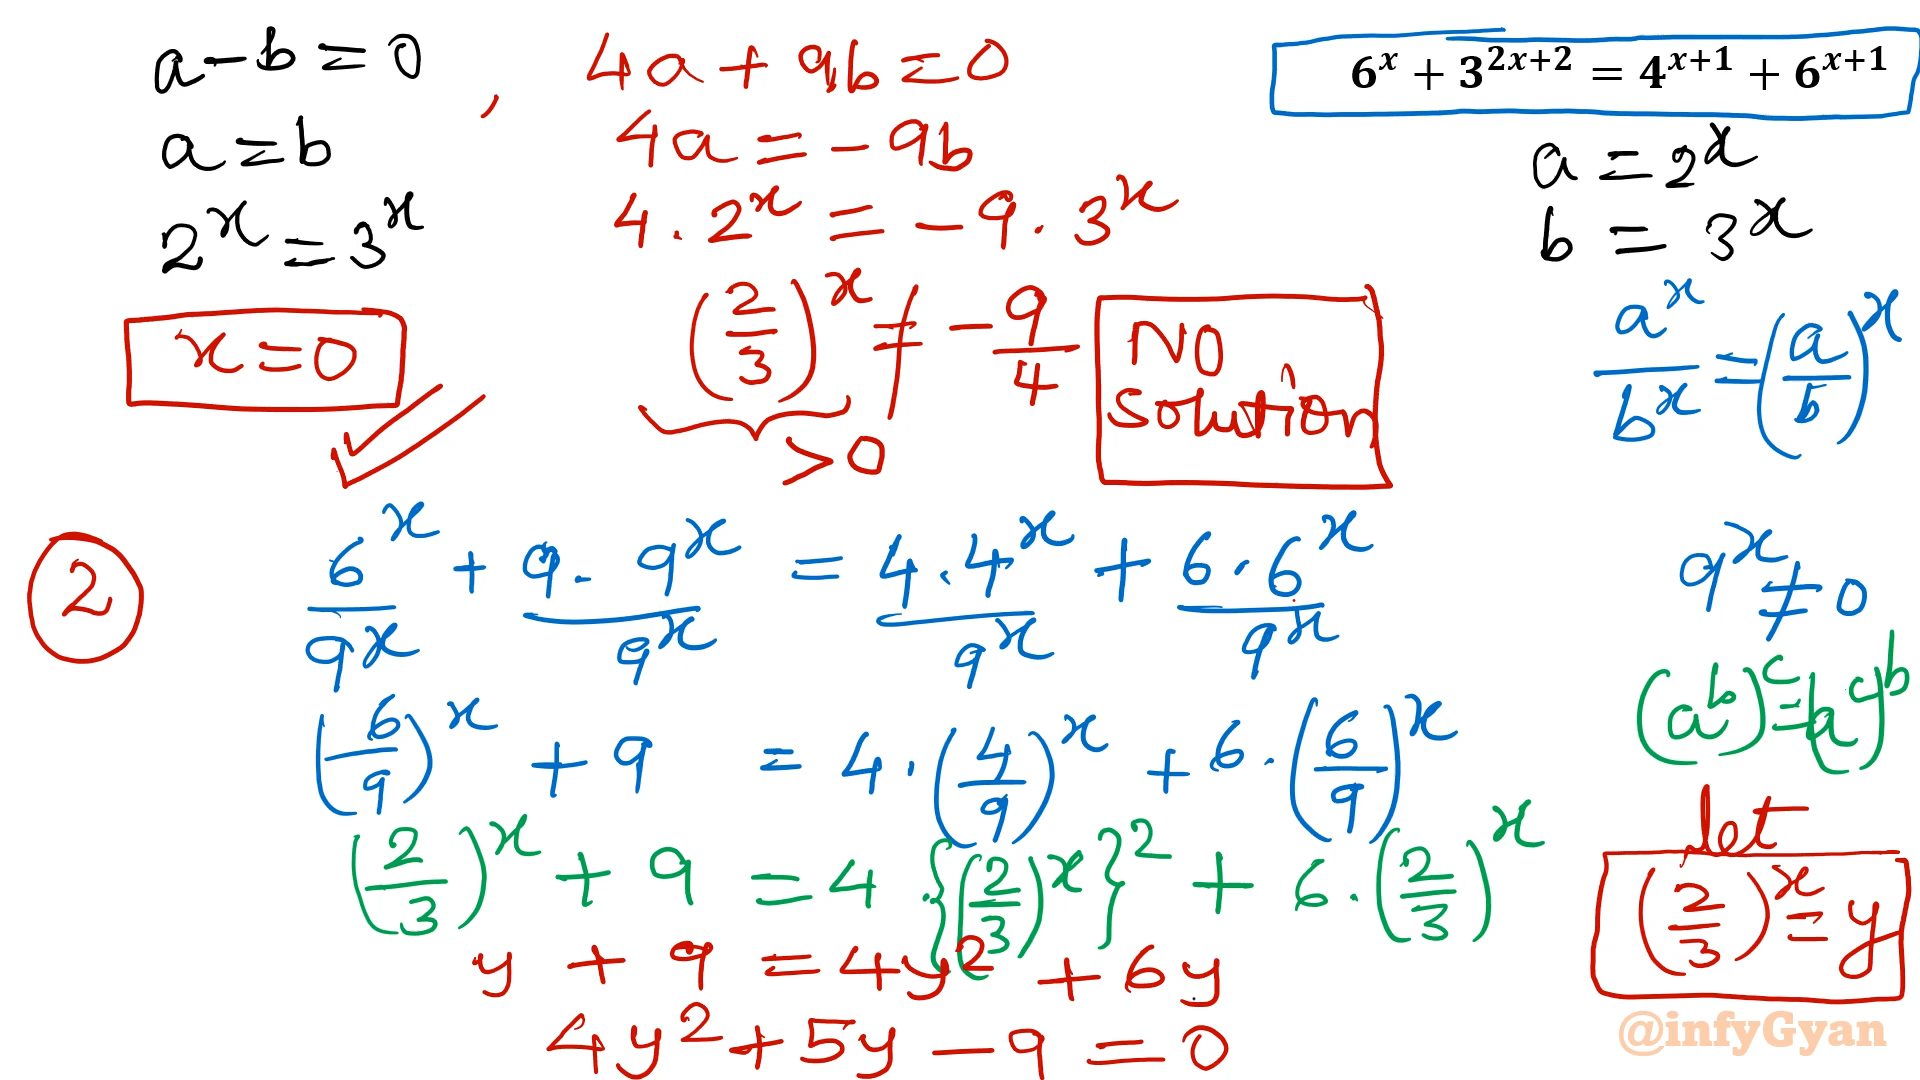 a - b = 0 , 4a + 9b = 0
a = b
4a = -9b
2^x = 3^x
4 . 2^x = -9 . 3^x
x = 0
(2/3)^x ≠ -9/4
> 0
NO
solution
6^x + 3^{2x+2} = 4^{x+1} + 6^{x+1}
a = 2^x
b = 3^x
a^x/b^x = (a/b)^x
2
6^x/9^x + 9 . 9^x/9^x = 4 . 4^x/9^x + 6 . 6^x/9^x
9^x ≠ 0
(6/9)^x + 9 = 4 . (4/9)^x + 6 . (6/9)^x
(a^b)^c = (a^c)^b
(2/3)^x + 9 = 4 . {(2/3)^x}^2 + 6 . (2/3)^x
let
(2/3)^x = y
y + 9 = 4y^2 + 6y
4y^2 + 5y - 9 = 0
@infyGyan